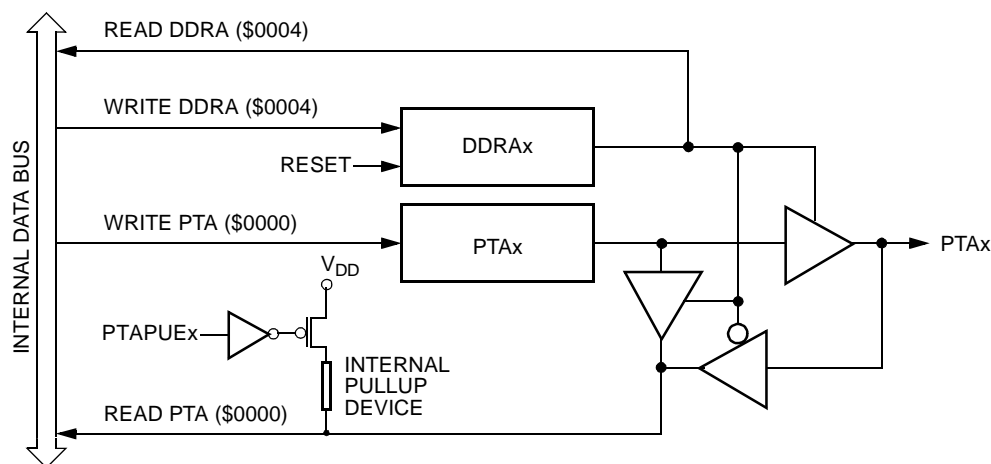 READ DDRA ($0004)
WRITE DDRA ($0004)
DDRAx
RESET
INTERNAL DATA BUS
WRITE PTA ($0000)
PTAx
PTAx
VDD
PTAPUEx
INTERNAL
PULLUP
DEVICE
READ PTA ($0000)